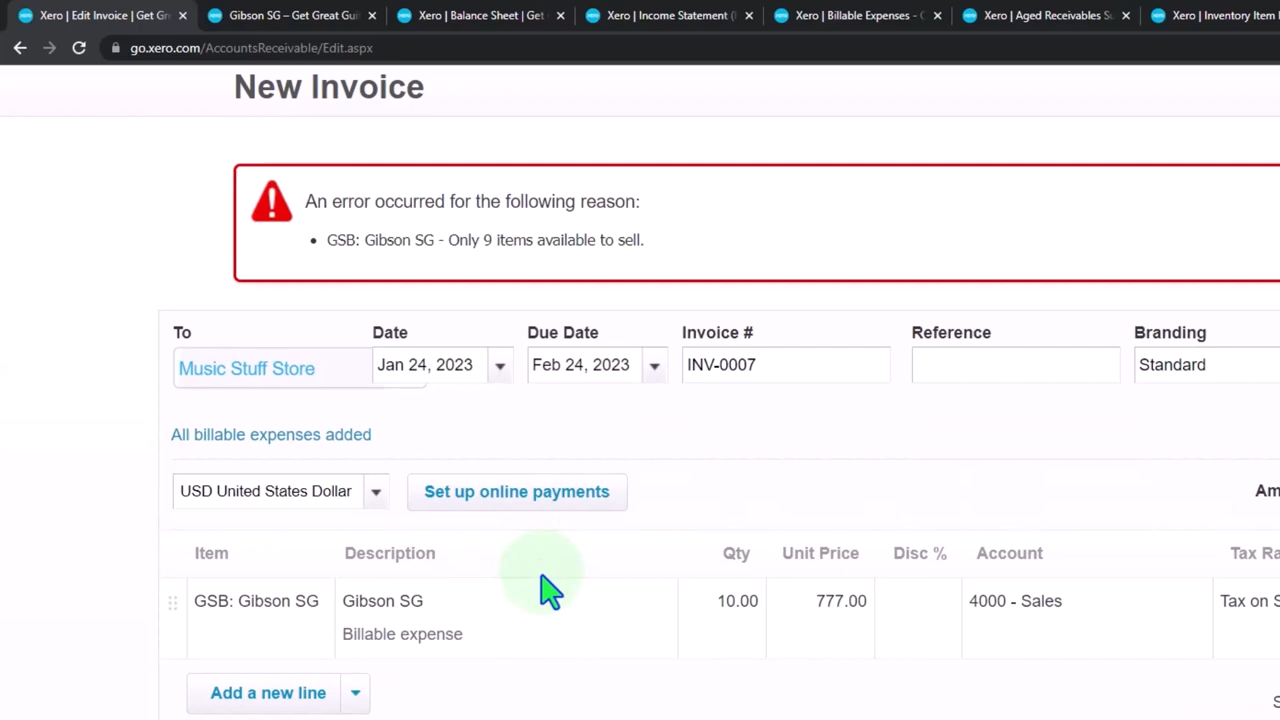 Xero | Edit Invoice | Get Gr
Gibson SG – Get Great Gui
Xero | Balance Sheet | Get
Xero | Income Statement (
Xero | Billable Expenses -
Xero | Aged Receivables Su
Xero | Inventory Item
go.xero.com/AccountsReceivable/Edit.aspx
New Invoice
An error occurred for the following reason:
• GSB: Gibson SG - Only 9 items available to sell.
To Date Due Date Invoice # Reference Branding
Music Stuff Store Jan 24, 2023 Feb 24, 2023 INV-0007 Standard
All billable expenses added
USD United States Dollar Set up online payments Am
Item Description Qty Unit Price Disc % Account Tax Ra
GSB: Gibson SG Gibson SG 10.00 777.00 4000 - Sales Tax on S
Billable expense
Add a new line
S